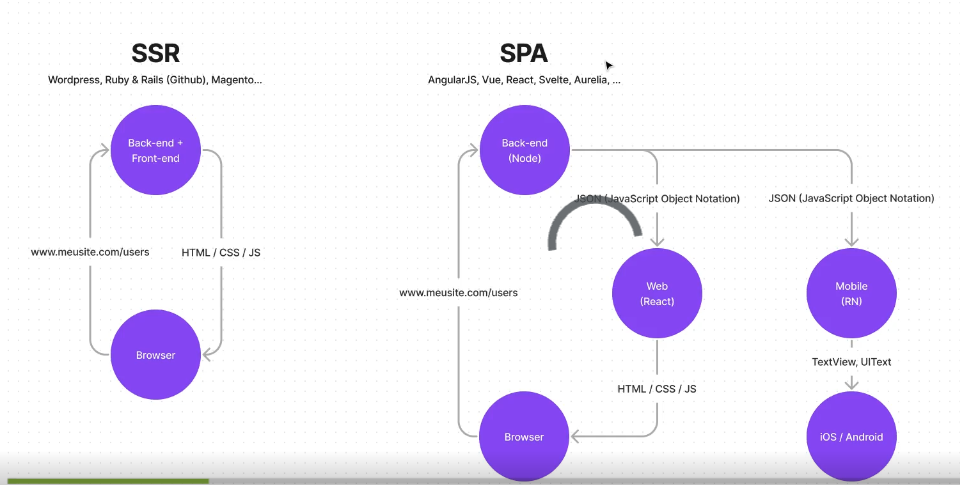 SSR
Wordpress, Ruby & Rails (Github), Magento...
Back-end +
Front-end
www.meusite.com/users
HTML / CSS / JS
Browser
SPA
AngularJS, Vue, React, Svelte, Aurelia, ...
Back-end
(Node)
JSON (JavaScript Object Notation)
JSON (JavaScript Object Notation)
www.meusite.com/users
Web
(React)
Mobile
(RN)
TextView, UIText
HTML / CSS / JS
Browser
iOS / Android